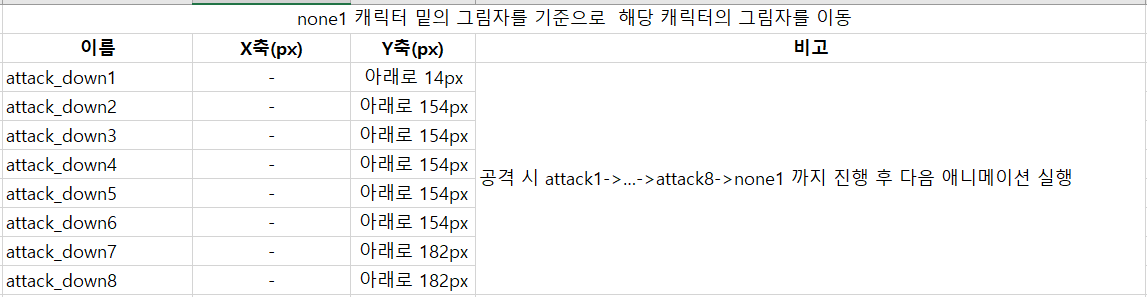 none1 캐릭터 밑의 그림자를 기준으로  해당 캐릭터의 그림자를 이동
이름 X축(px) Y축(px) 비고
attack_down1 - 아래로 14px
attack_down2 - 아래로 154px
attack_down3 - 아래로 154px
attack_down4 - 아래로 154px
공격 시 attack1->...->attack8->none1 까지 진행 후 다음 애니메이션 실행
attack_down5 - 아래로 154px
attack_down6 - 아래로 154px
attack_down7 - 아래로 182px
attack_down8 - 아래로 182px